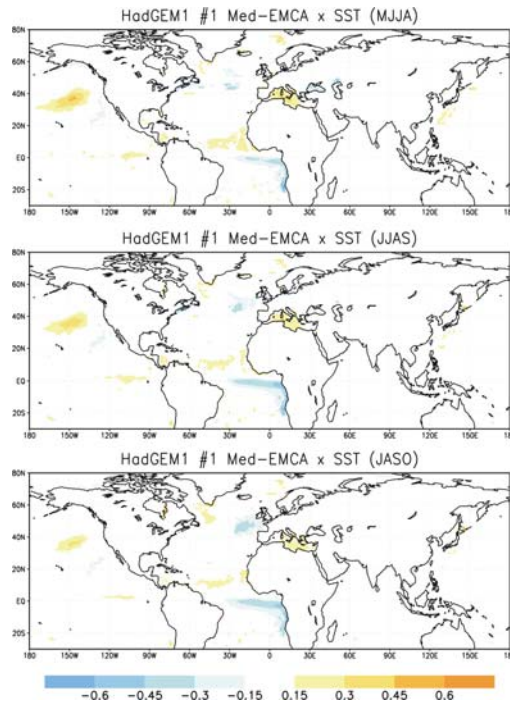 HadGEM1 #1 Med-EMCA x SST (MJJA)
80N
60N
40N
20N
EQ
20S
180 150W 120W 90W 60W 30W 0 30E 60E 90E 120E 150E 180
HadGEM1 #1 Med-EMCA x SST (JJAS)
80N
60N
40N
20N
EQ
20S
180 150W 120W 90W 60W 30W 0 30E 60E 90E 120E 150E 180
HadGEM1 #1 Med-EMCA x SST (JASO)
80N
60N
40N
20N
EQ
20S
180 150W 120W 90W 60W 30W 0 30E 60E 90E 120E 150E 180
-0.6 -0.45 -0.3 -0.15 0.15 0.3 0.45 0.6